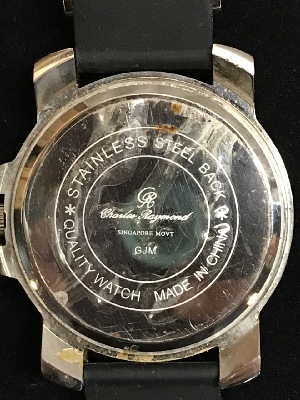 * STAINLESS STEEL BACK *
CR
Charles Raymond
SINGAPORE MOVT
GJM
QUALITY WATCH MADE IN CHINA